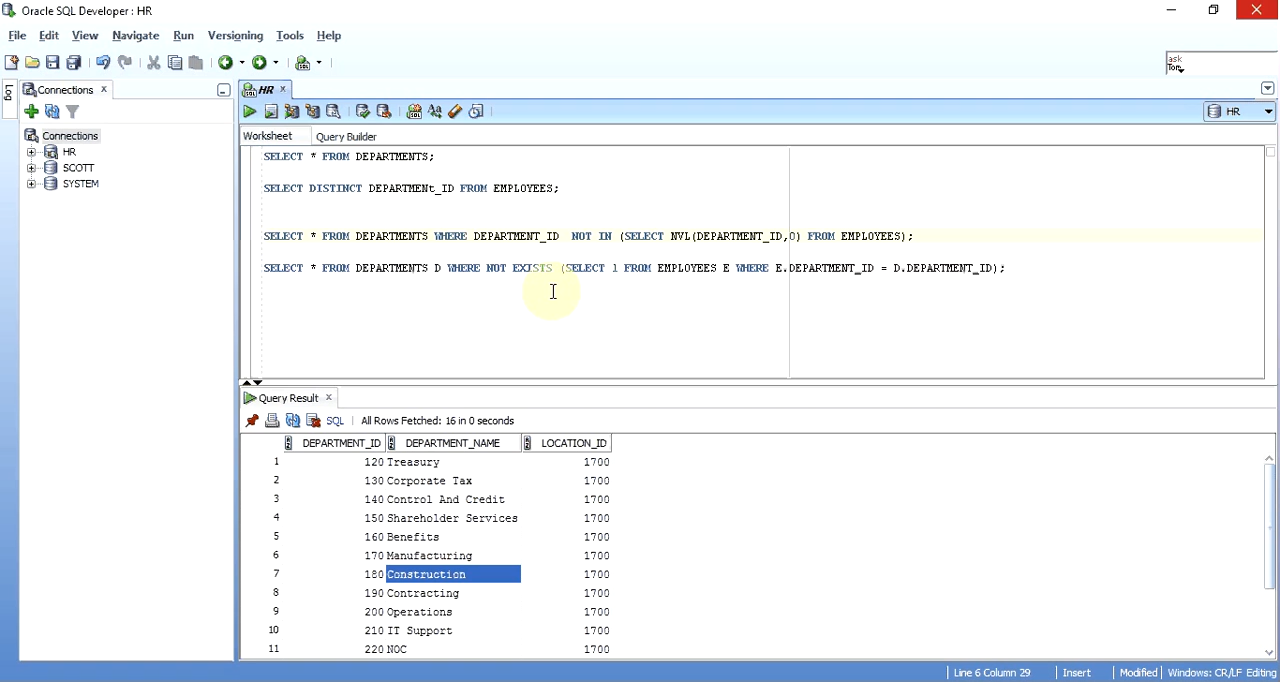 Oracle SQL Developer : HR
File Edit View Navigate Run Versioning Tools Help
ask
Tom
Log
Connections
HR
HR
Worksheet Query Builder
Connections
HR
SCOTT
SYSTEM
SELECT * FROM DEPARTMENTS;
SELECT DISTINCT DEPARTMENt_ID FROM EMPLOYEES;
SELECT * FROM DEPARTMENTS WHERE DEPARTMENT_ID  NOT IN (SELECT NVL(DEPARTMENT_ID,0) FROM EMPLOYEES);
SELECT * FROM DEPARTMENTS D WHERE NOT EXISTS (SELECT 1 FROM EMPLOYEES E WHERE E.DEPARTMENT_ID = D.DEPARTMENT_ID);
Query Result
SQL | All Rows Fetched: 16 in 0 seconds
DEPARTMENT_ID DEPARTMENT_NAME LOCATION_ID
1 120 Treasury 1700
2 130 Corporate Tax 1700
3 140 Control And Credit 1700
4 150 Shareholder Services 1700
5 160 Benefits 1700
6 170 Manufacturing 1700
7 180 Construction 1700
8 190 Contracting 1700
9 200 Operations 1700
10 210 IT Support 1700
11 220 NOC 1700
Line 6 Column 29 | Insert | Modified | Windows: CR/LF Editing